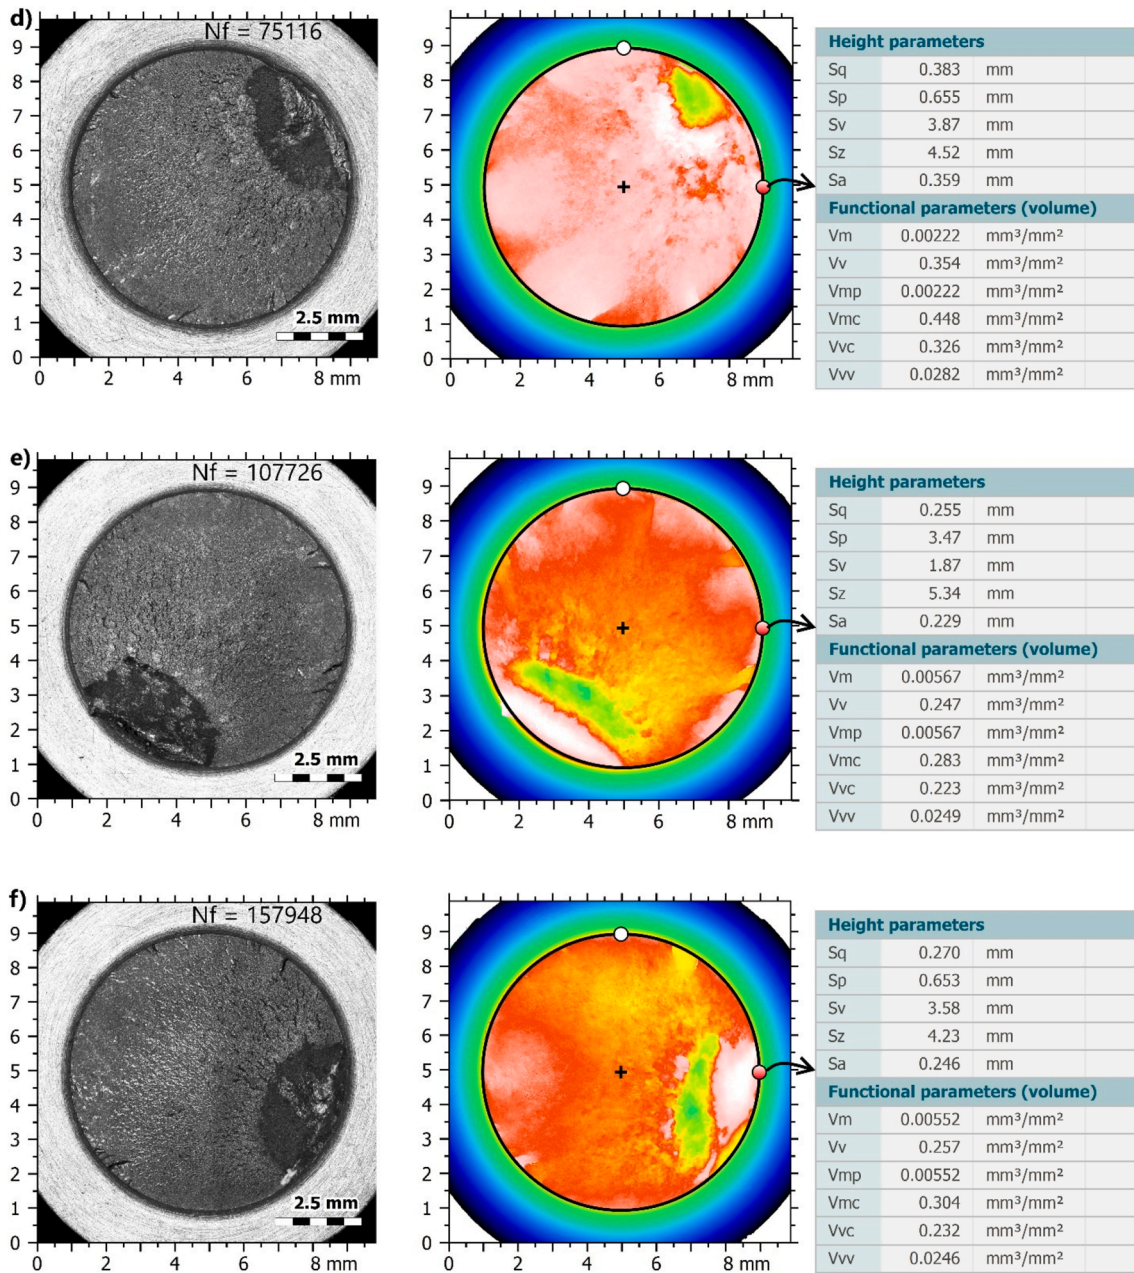 d)
Nf = 75116
9
8
7
6
5
4
3
2
1
0
2.5 mm
0 2 4 6 8 mm
9
8
7
6
5
4
3
2
1
0
0 2 4 6 8 mm
Height parameters
Sq 0.383 mm
Sp 0.655 mm
Sv 3.87 mm
Sz 4.52 mm
Sa 0.359 mm
Functional parameters (volume)
Vm 0.00222 mm³/mm²
Vv 0.354 mm³/mm²
Vmp 0.00222 mm³/mm²
Vmc 0.448 mm³/mm²
Vvc 0.326 mm³/mm²
Vvv 0.0282 mm³/mm²
e)
Nf = 107726
9
8
7
6
5
4
3
2
1
0
2.5 mm
0 2 4 6 8 mm
9
8
7
6
5
4
3
2
1
0
0 2 4 6 8 mm
Height parameters
Sq 0.255 mm
Sp 3.47 mm
Sv 1.87 mm
Sz 5.34 mm
Sa 0.229 mm
Functional parameters (volume)
Vm 0.00567 mm³/mm²
Vv 0.247 mm³/mm²
Vmp 0.00567 mm³/mm²
Vmc 0.283 mm³/mm²
Vvc 0.223 mm³/mm²
Vvv 0.0249 mm³/mm²
f)
Nf = 157948
9
8
7
6
5
4
3
2
1
0
2.5 mm
0 2 4 6 8 mm
9
8
7
6
5
4
3
2
1
0
0 2 4 6 8 mm
Height parameters
Sq 0.270 mm
Sp 0.653 mm
Sv 3.58 mm
Sz 4.23 mm
Sa 0.246 mm
Functional parameters (volume)
Vm 0.00552 mm³/mm²
Vv 0.257 mm³/mm²
Vmp 0.00552 mm³/mm²
Vmc 0.304 mm³/mm²
Vvc 0.232 mm³/mm²
Vvv 0.0246 mm³/mm²